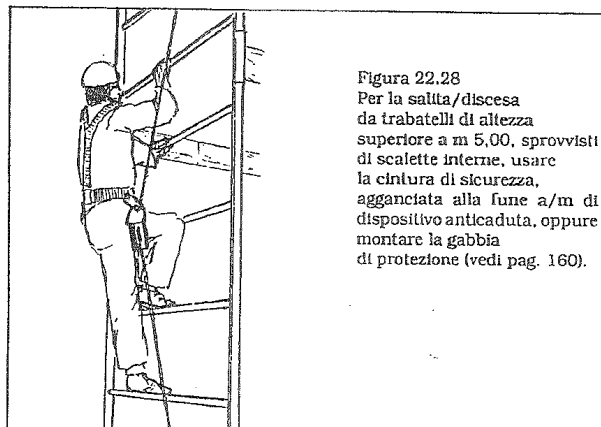 Figura 22.28
Per la salita/discesa
da trabatelli di altezza
superiore a m 5,00, sprovvisti
di scalette interne, usare
la cintura di sicurezza,
agganciata alla fune a/m di
dispositivo anticaduta, oppure
montare la gabbia
di protezione (vedi pag. 160).